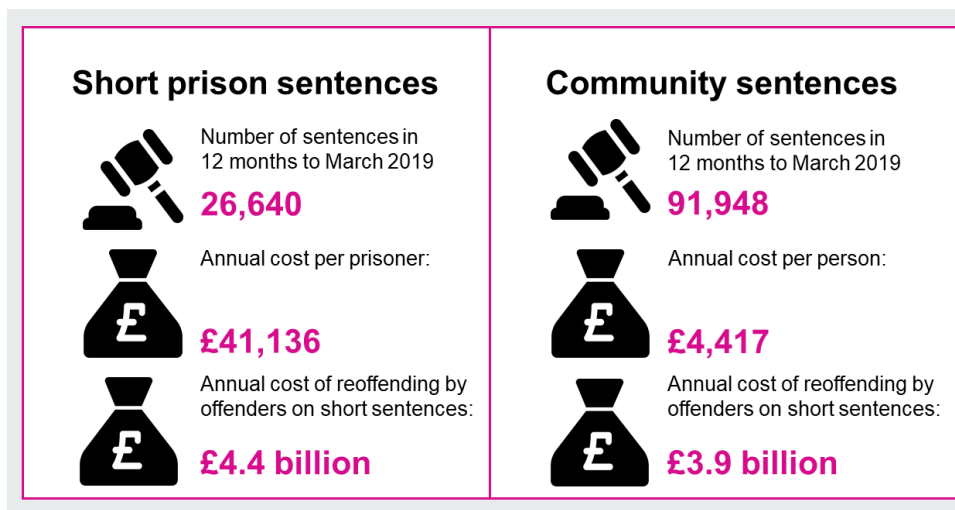 Short prison sentences
Number of sentences in
12 months to March 2019
26,640
Annual cost per prisoner:
£
£41,136
Annual cost of reoffending by
offenders on short sentences:
£
£4.4 billion
Community sentences
Number of sentences in
12 months to March 2019
91,948
Annual cost per person:
£
£4,417
Annual cost of reoffending by
offenders on short sentences:
£
£3.9 billion